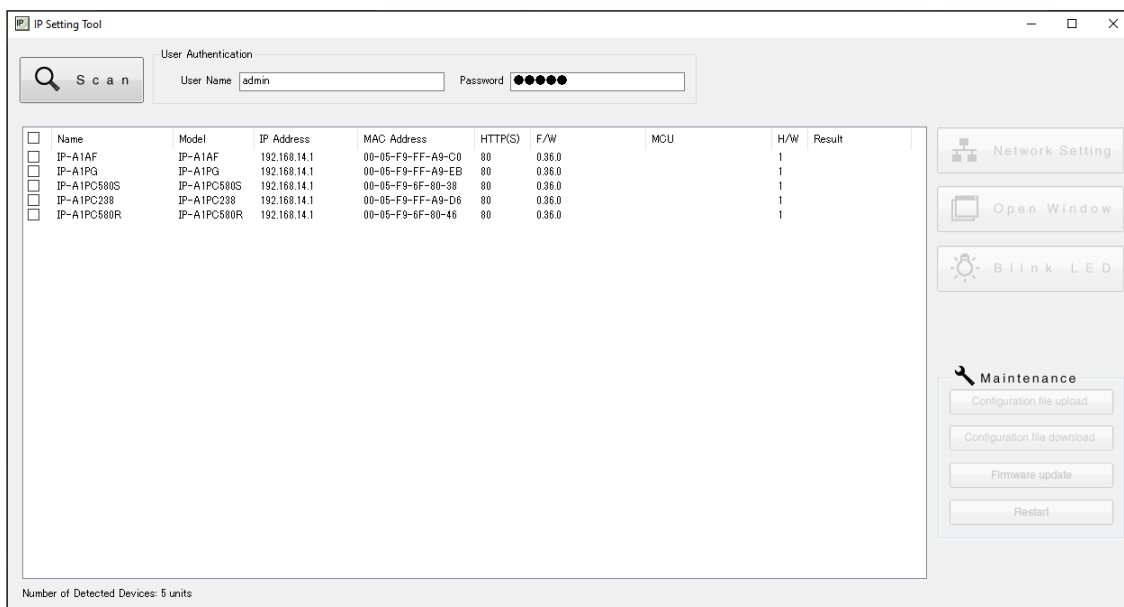 IP Setting Tool
Scan
User Authentication
User Name admin Password ●●●●●
Name Model IP Address MAC Address HTTP(S) F/W MCU H/W Result
IP-A1AF IP-A1AF 192.168.14.1 00-05-F9-FF-A9-C0 80 0.36.0 1
IP-A1PG IP-A1PG 192.168.14.1 00-05-F9-FF-A9-EB 80 0.36.0 1
IP-A1PC580S IP-A1PC580S 192.168.14.1 00-05-F9-6F-80-38 80 0.36.0 1
IP-A1PC238 IP-A1PC238 192.168.14.1 00-05-F9-FF-A9-D6 80 0.36.0 1
IP-A1PC580R IP-A1PC580R 192.168.14.1 00-05-F9-6F-80-46 80 0.36.0 1
Network Setting
Open Window
Blink LED
Maintenance
Configuration file upload
Configuration file download
Firmware update
Restart
Number of Detected Devices: 5 units